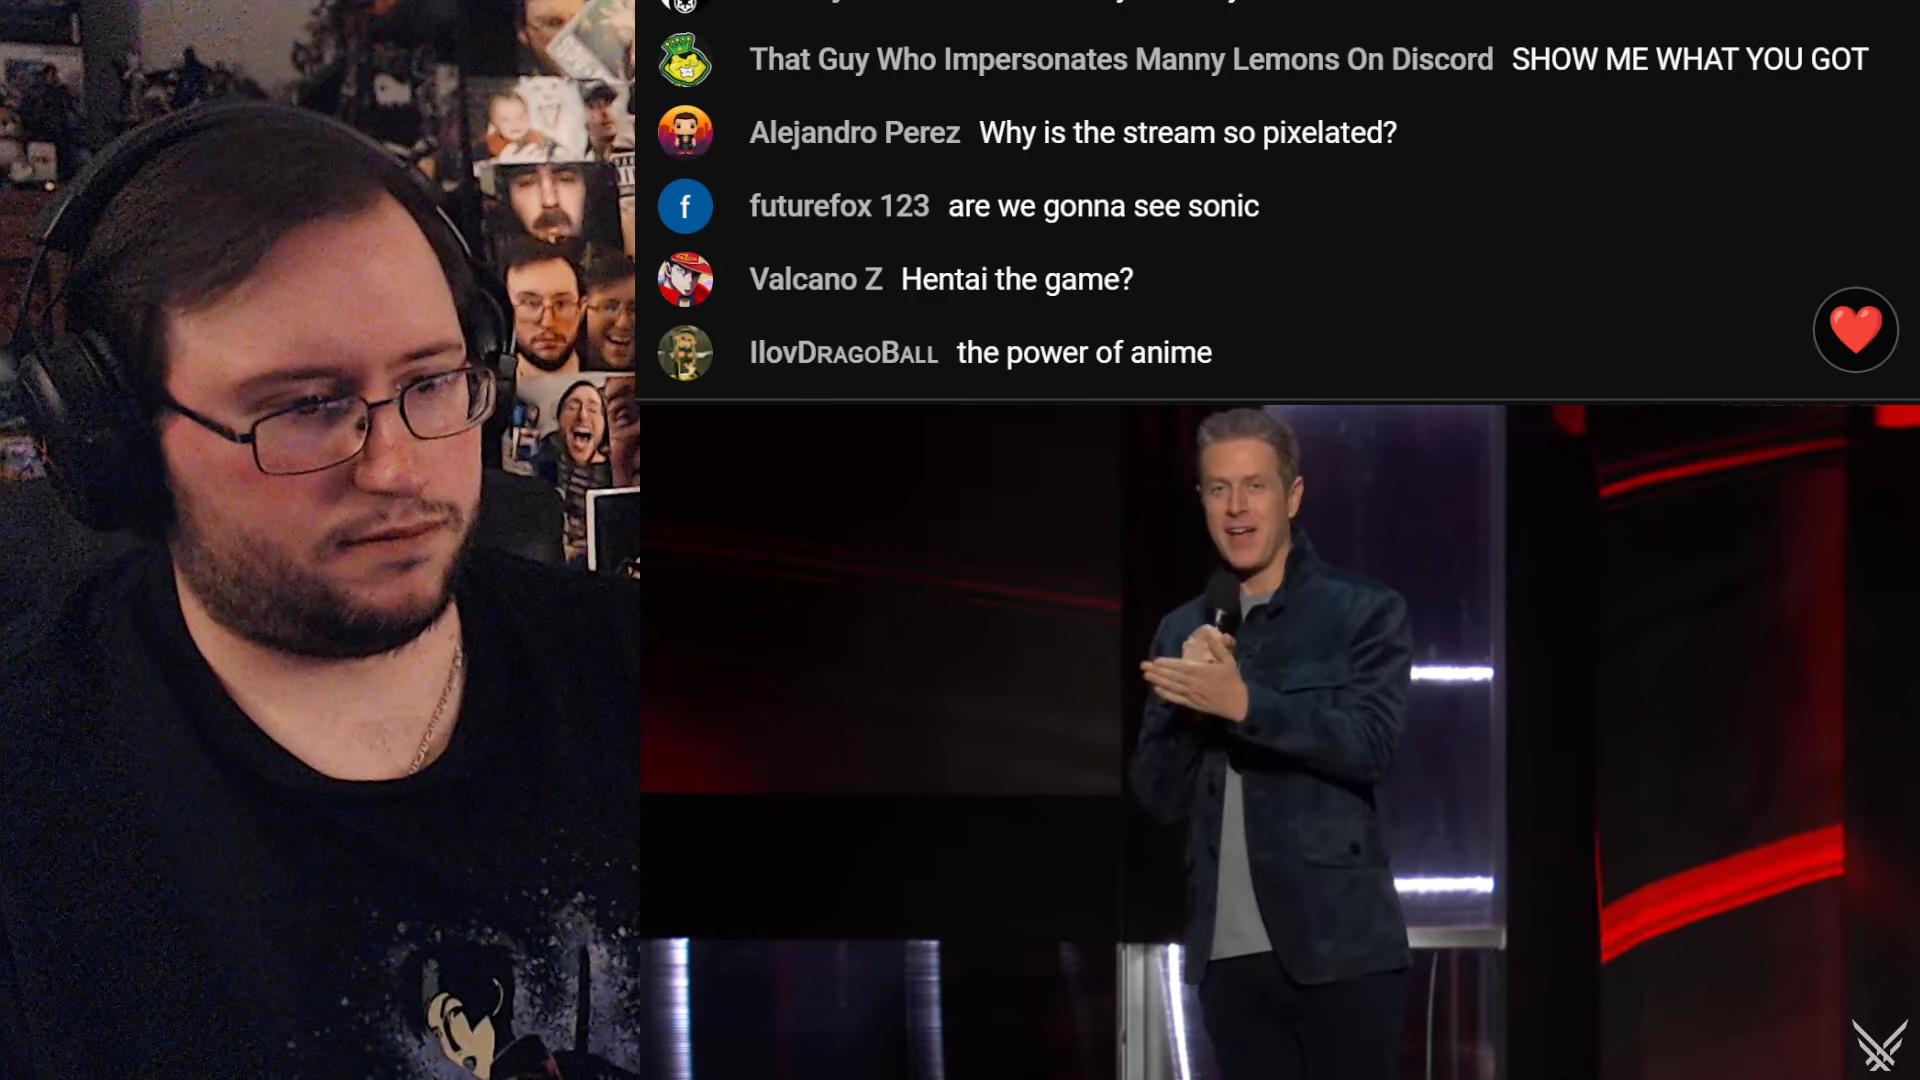 That Guy Who Impersonates Manny Lemons On Discord SHOW ME WHAT YOU GOT
Alejandro Perez Why is the stream so pixelated?
f futurefox 123 are we gonna see sonic
Valcano Z Hentai the game?
IlovDRAGOBALL the power of anime